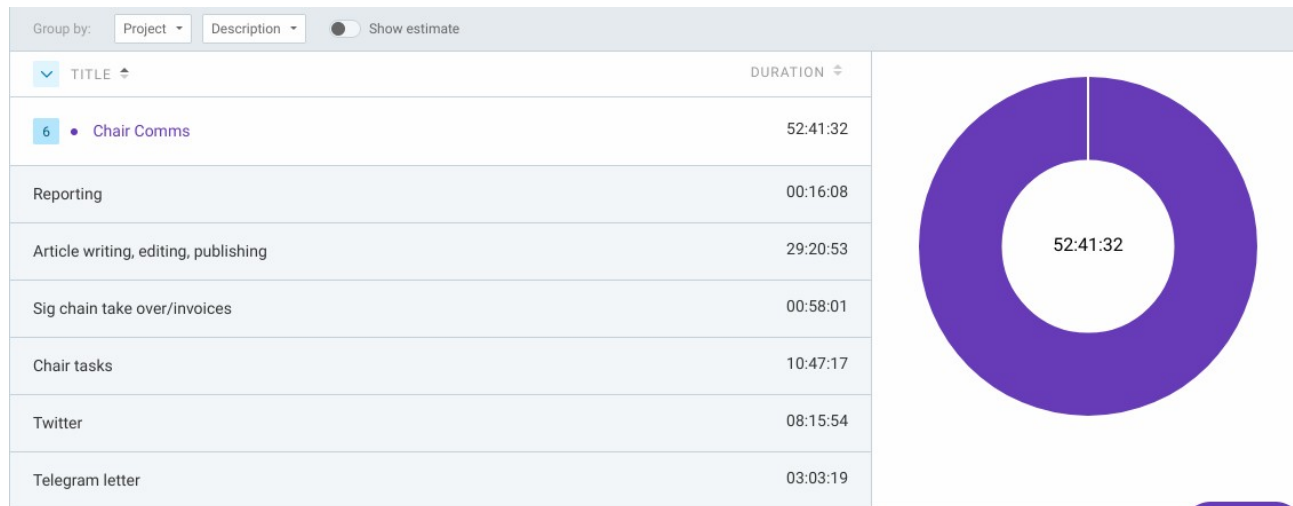 Group by: Project Description Show estimate
TITLE DURATION
6 • Chair Comms 52:41:32
Reporting 00:16:08
Article writing, editing, publishing 29:20:53
Sig chain take over/invoices 00:58:01
Chair tasks 10:47:17
Twitter 08:15:54
Telegram letter 03:03:19
52:41:32